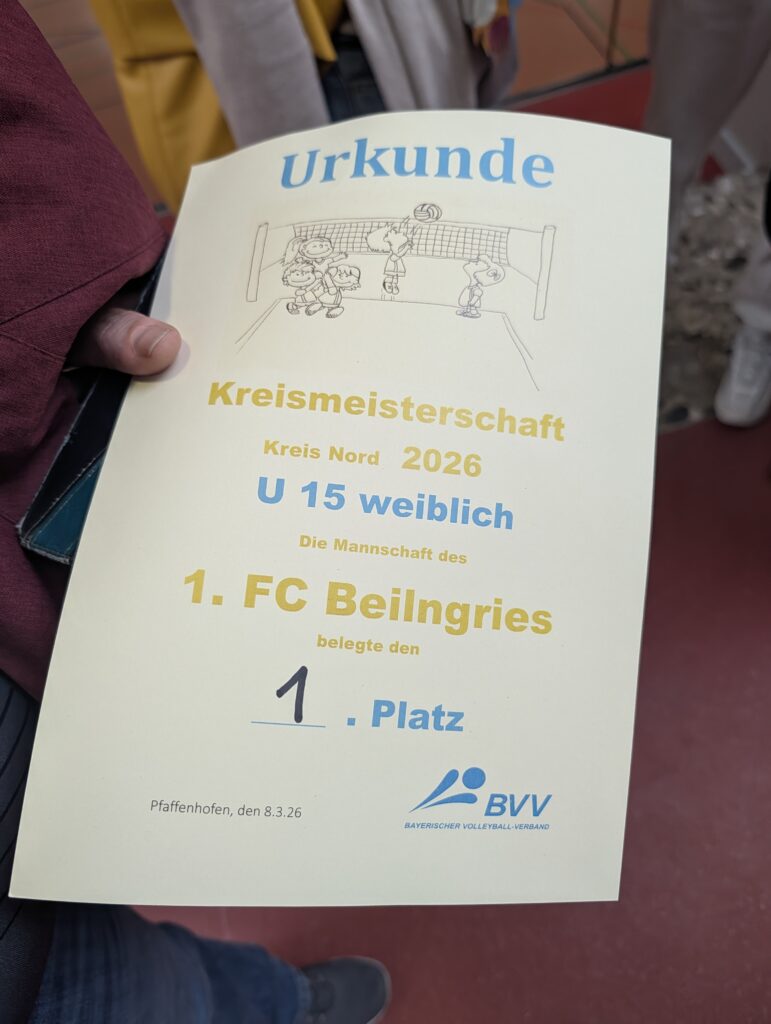 Urkunde
Kreismeisterschaft
Kreis Nord 2026
U 15 weiblich
Die Mannschaft des
1. FC Beilngries
belegte den
1 . Platz
Pfaffenhofen, den 8.3.26
BVV
BAYERISCHER VOLLEYBALL-VERBAND